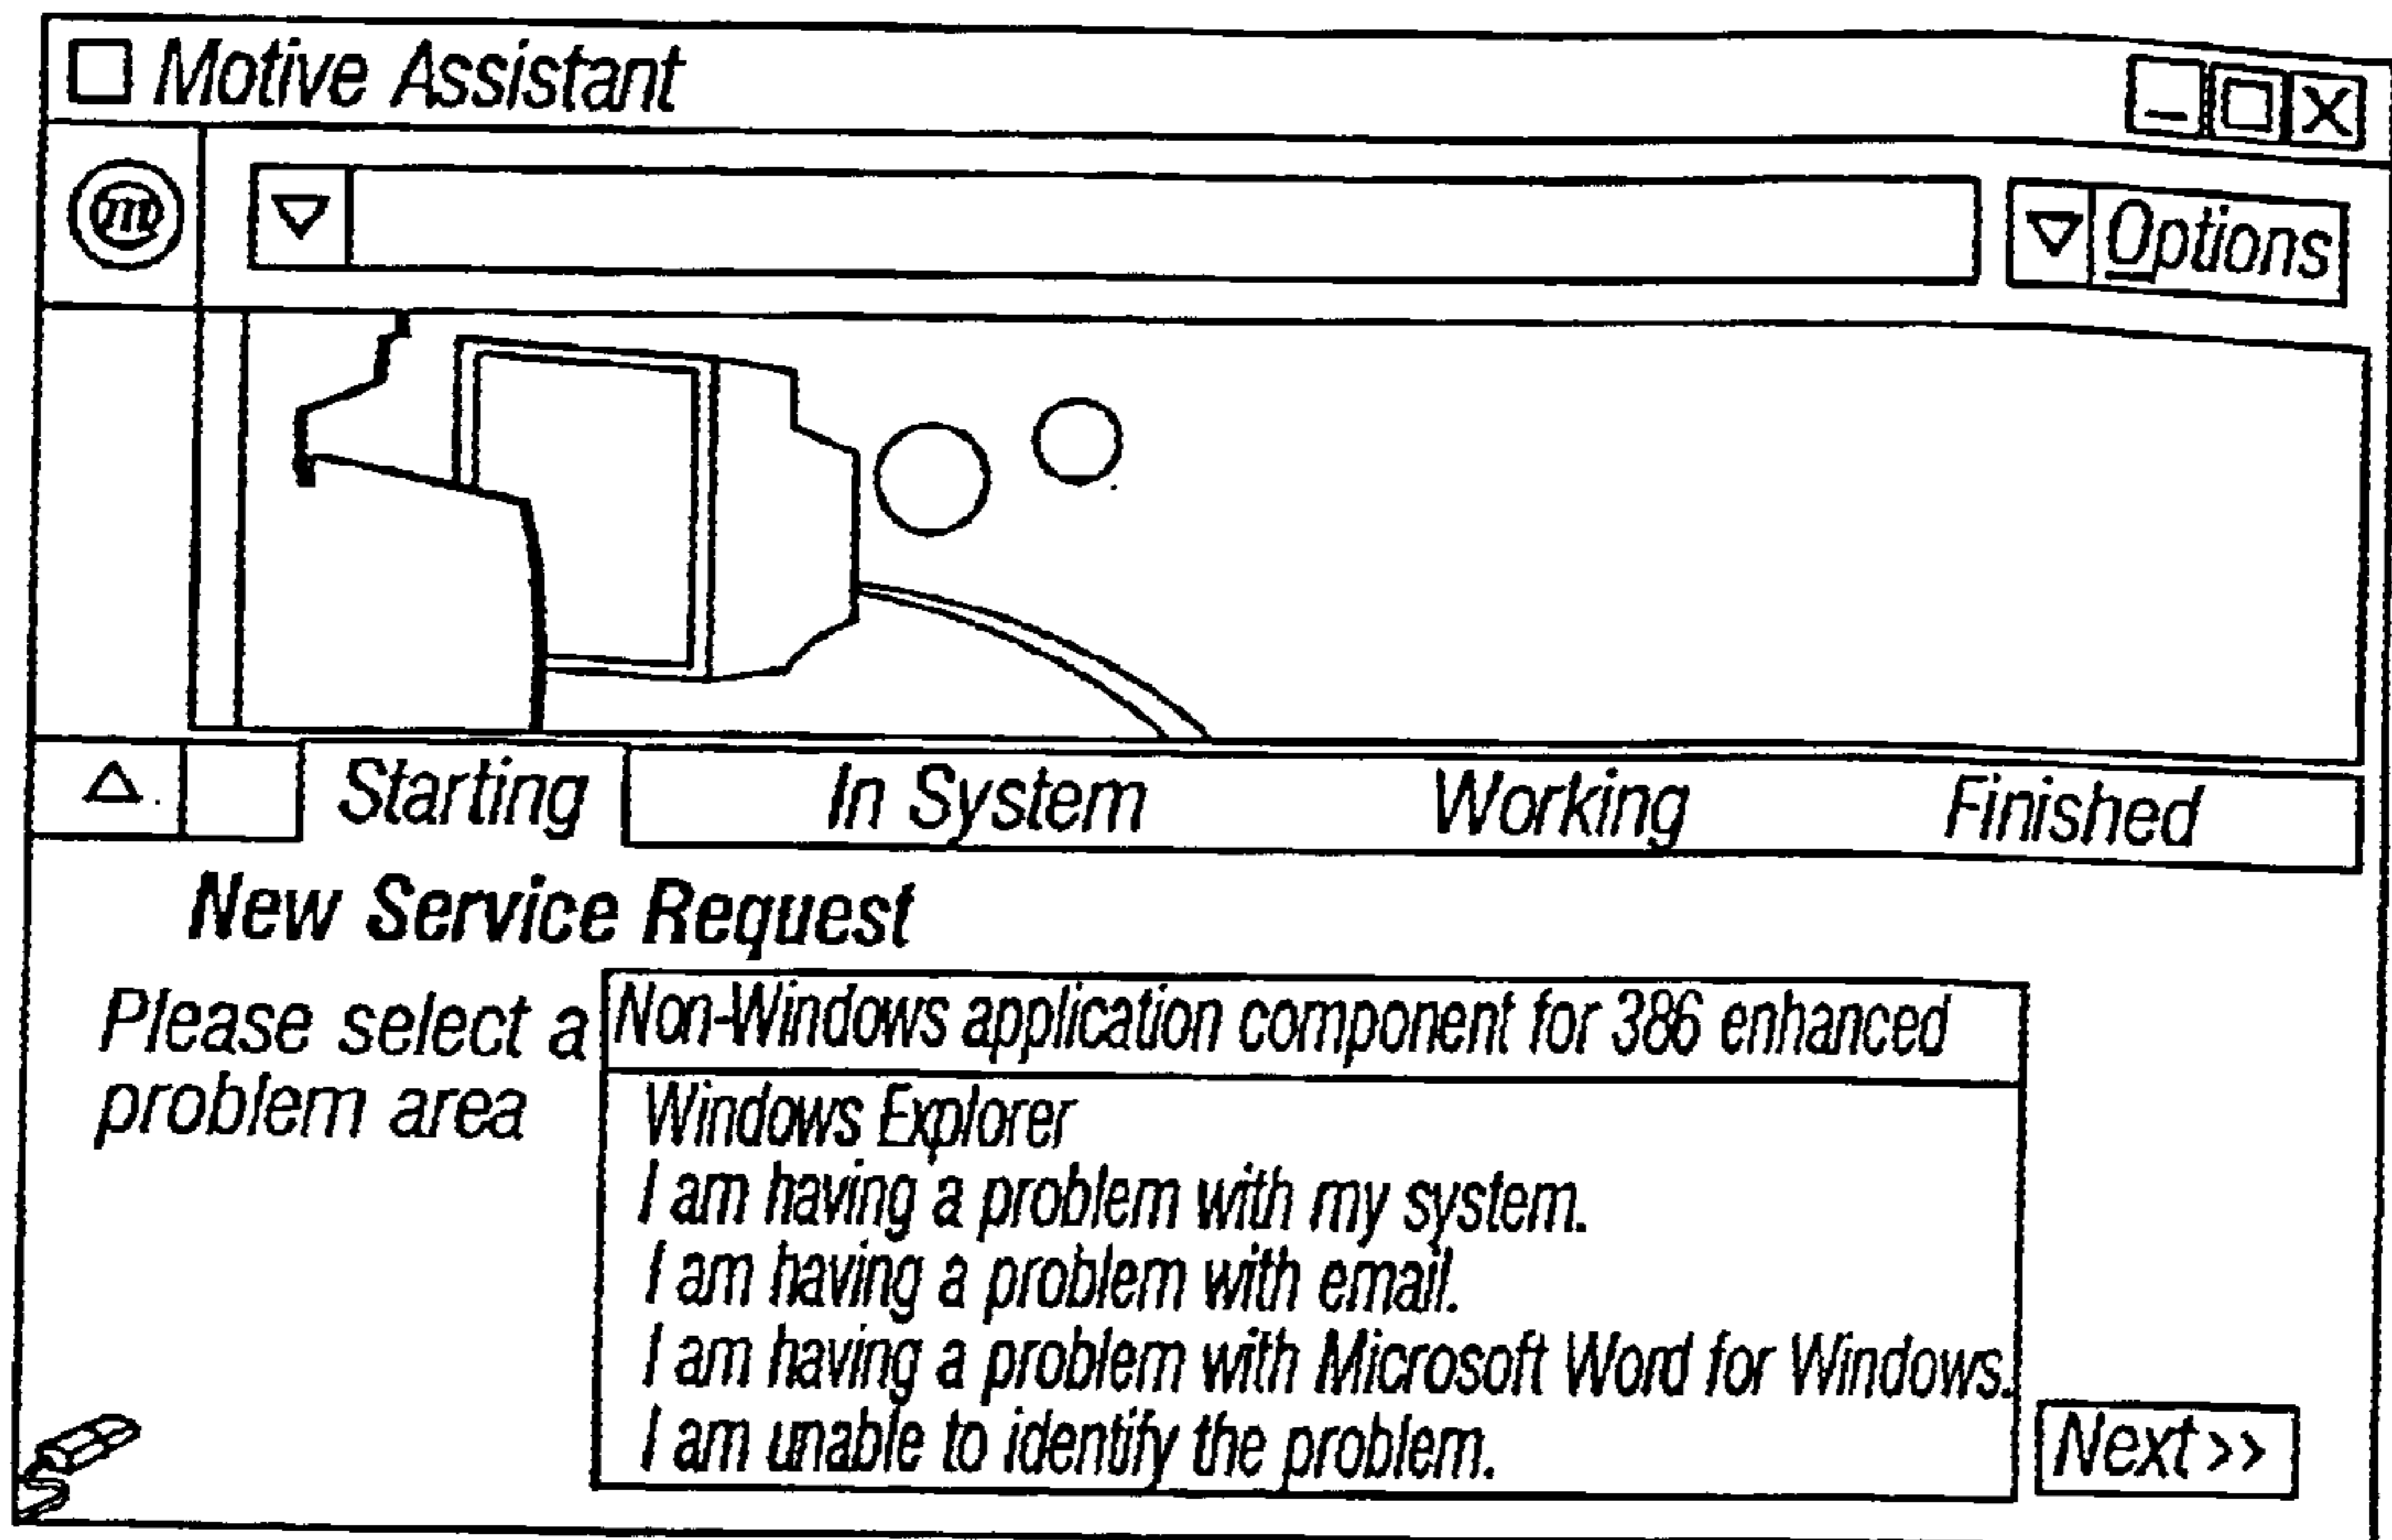 Motive Assistant
m
Options
Starting In System Working Finished
New Service Request
Please select a
problem area
Non-Windows application component for 386 enhanced
Windows Explorer
I am having a problem with my system.
I am having a problem with email.
I am having a problem with Microsoft Word for Windows.
I am unable to identify the problem.
Next >>